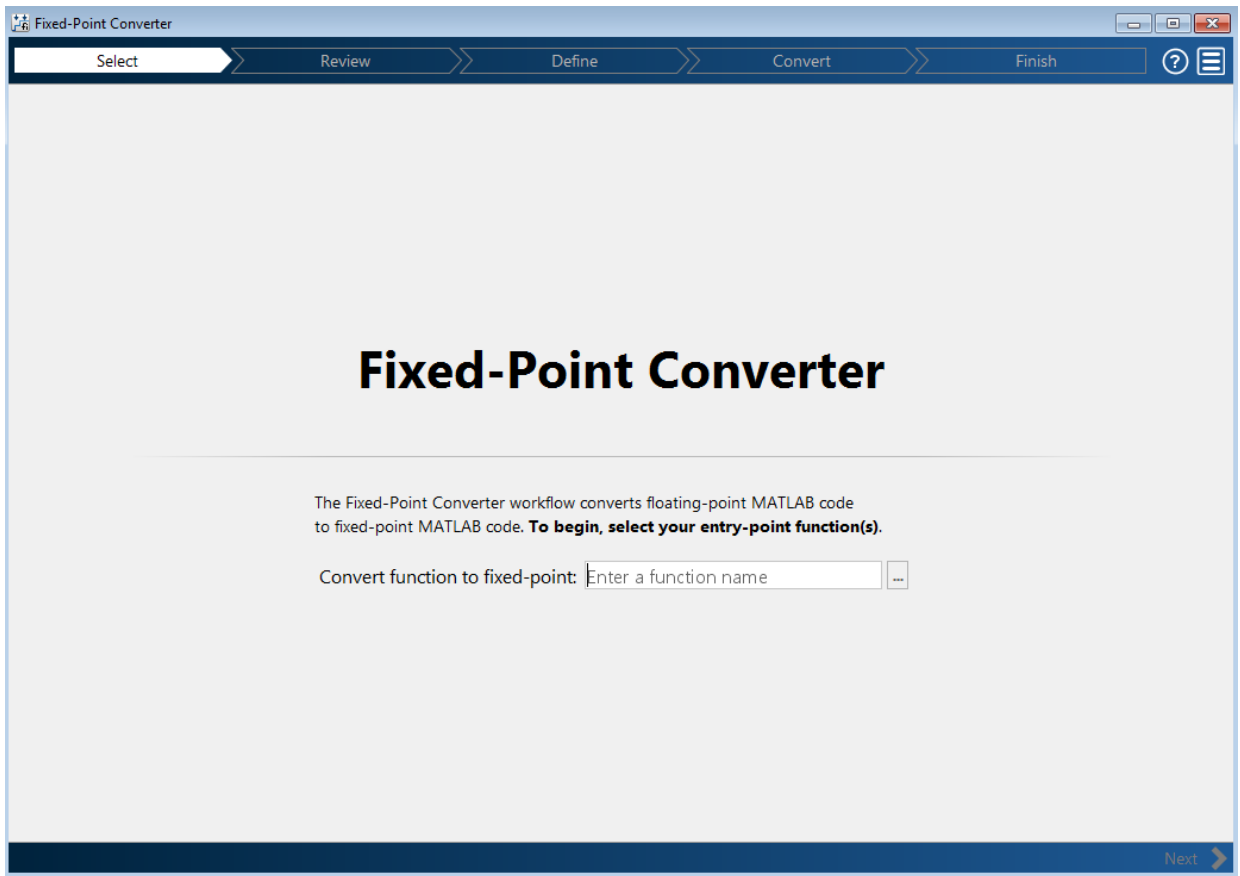 Fixed-Point Converter
Select
Review
Define
Convert
Finish
?
Fixed-Point Converter
The Fixed-Point Converter workflow converts floating-point MATLAB code
to fixed-point MATLAB code. To begin, select your entry-point function(s).
Convert function to fixed-point: Enter a function name ...
Next